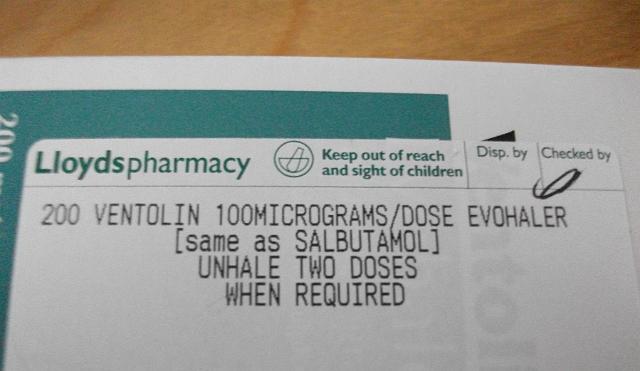 Lloydspharmacy
Keep out of reach
and sight of children
Disp. by
Checked by
200 VENTOLIN 100MICROGRAMS/DOSE EVOHALER
[same as SALBUTAMOL]
UNHALE TWO DOSES
WHEN REQUIRED
200